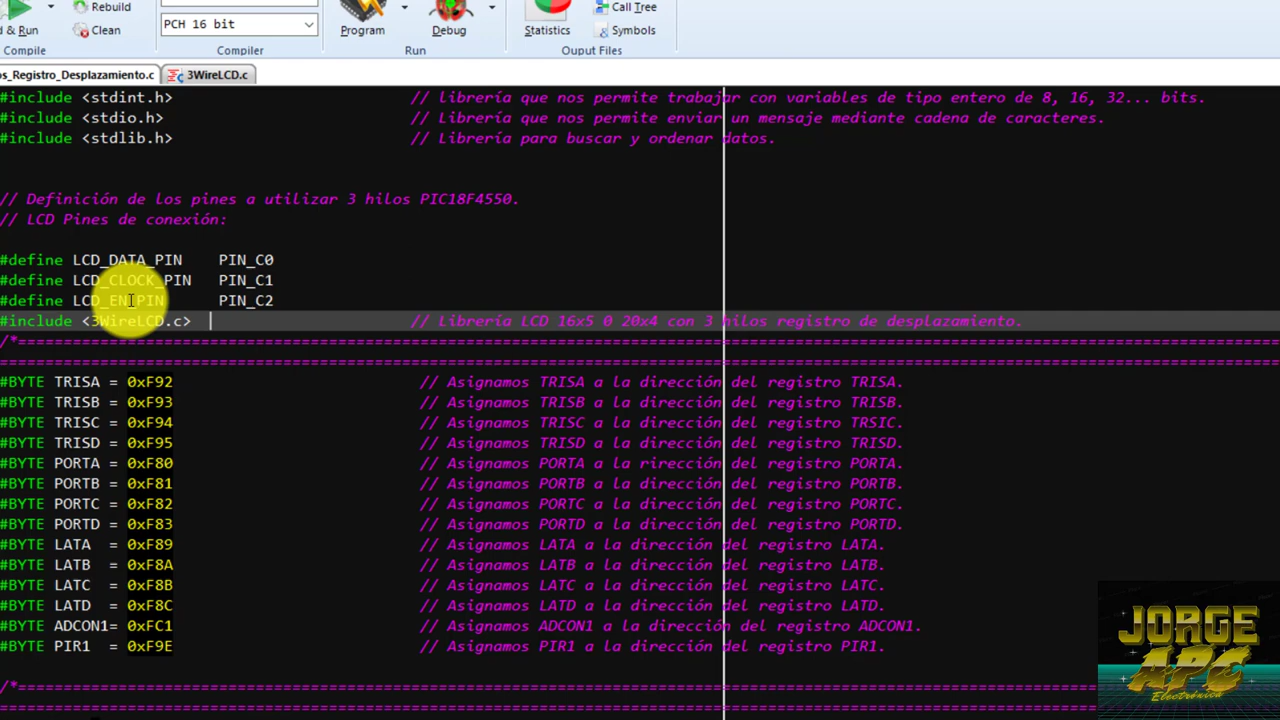 Rebuild
Call Tree
& Run
Clean
PCH 16 bit
Program
Debug
Statistics
Symbols
Compile
Compiler
Run
Ouput Files
os_Registro_Desplazamiento.c
3WireLCD.c
#include <stdint.h> // Librería que nos permite trabajar con variables de tipo entero de 8, 16, 32... bits.
#include <stdio.h> // Librería que nos permite enviar un mensaje mediante cadena de caracteres.
#include <stdlib.h> // Librería para buscar y ordenar datos.
// Definición de los pines a utilizar 3 hilos PIC18F4550.
// LCD Pines de conexión:
#define LCD_DATA_PIN PIN_C0
#define LCD_CLOCK_PIN PIN_C1
#define LCD_EN_PIN PIN_C2
#include <3WireLCD.c> // Librería LCD 16x5 0 20x4 con 3 hilos registro de desplazamiento.
/*=====================================================================
=====================================================================
#BYTE TRISA = 0xF92 // Asignamos TRISA a la dirección del registro TRISA.
#BYTE TRISB = 0xF93 // Asignamos TRISB a la dirección del registro TRISB.
#BYTE TRISC = 0xF94 // Asignamos TRISC a la dirección del registro TRSIC.
#BYTE TRISD = 0xF95 // Asignamos TRISD a la dirección del registro TRISD.
#BYTE PORTA = 0xF80 // Asignamos PORTA a la rirección del registro PORTA.
#BYTE PORTB = 0xF81 // Asignamos PORTB a la dirección del registro PORTB.
#BYTE PORTC = 0xF82 // Asignamos PORTC a la dirección del registro PORTC.
#BYTE PORTD = 0xF83 // Asignamos PORTD a la dirección del registro PORTD.
#BYTE LATA = 0xF89 // Asignamos LATA a la dirección del registro LATA.
#BYTE LATB = 0xF8A // Asignamos LATB a la dirección del registro LATB.
#BYTE LATC = 0xF8B // Asignamos LATC a la dirección del registro LATC.
#BYTE LATD = 0xF8C // Asignamos LATD a la dirección del registro LATD.
#BYTE ADCON1= 0xFC1 // Asignamos ADCON1 a la dirección del registro ADCON1.
#BYTE PIR1 = 0xF9E // Asignamos PIR1 a la dirección del registro PIR1.
/*=====================================================================
=====================================================================
JORGE
APC
Electrónica